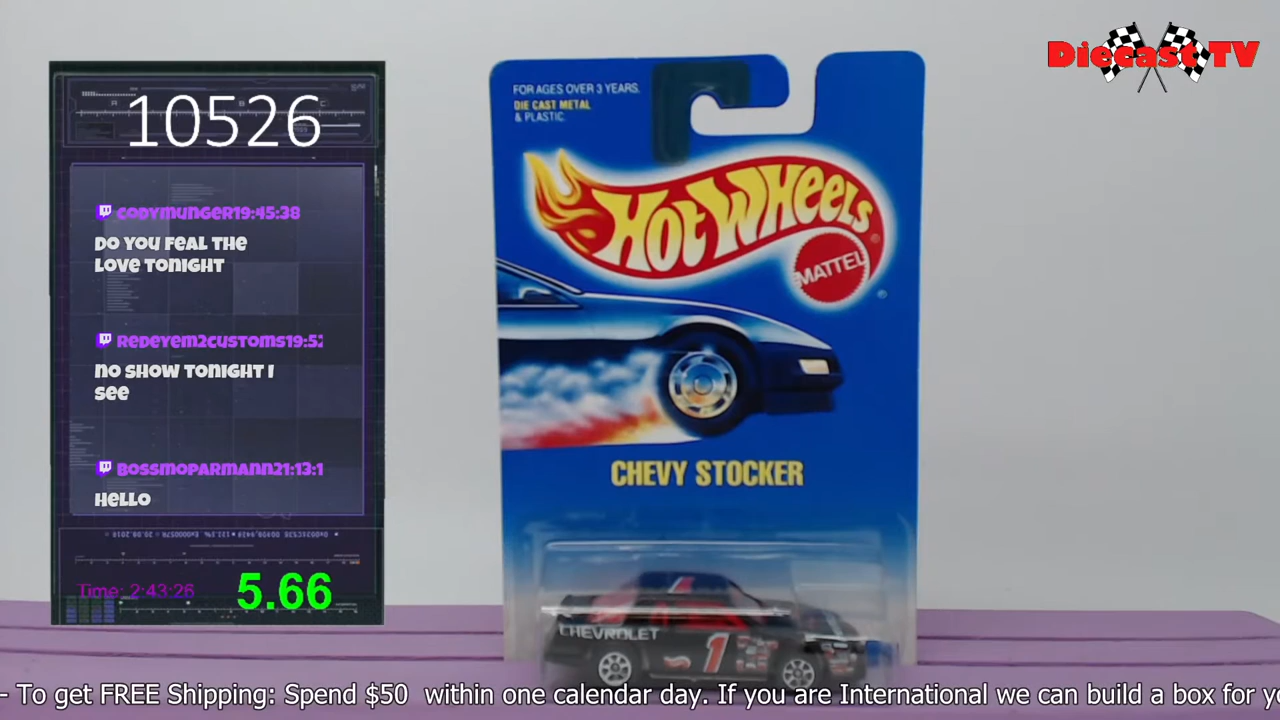 Diecast TV
10526
codymunger19:45:38
Do you feal the
love tonight
Redeyem2customs19:5
no show tonight I
see
Bossmoparmann21:13:1
Hello
Time: 2:43:26
5.66
FOR AGES OVER 3 YEARS.
DIE CAST METAL
& PLASTIC
HOT WHEELS
MATTEL
CHEVY STOCKER
CHEVROLET
1
- To get FREE Shipping: Spend $50 within one calendar day. If you are International we can build a box for yo